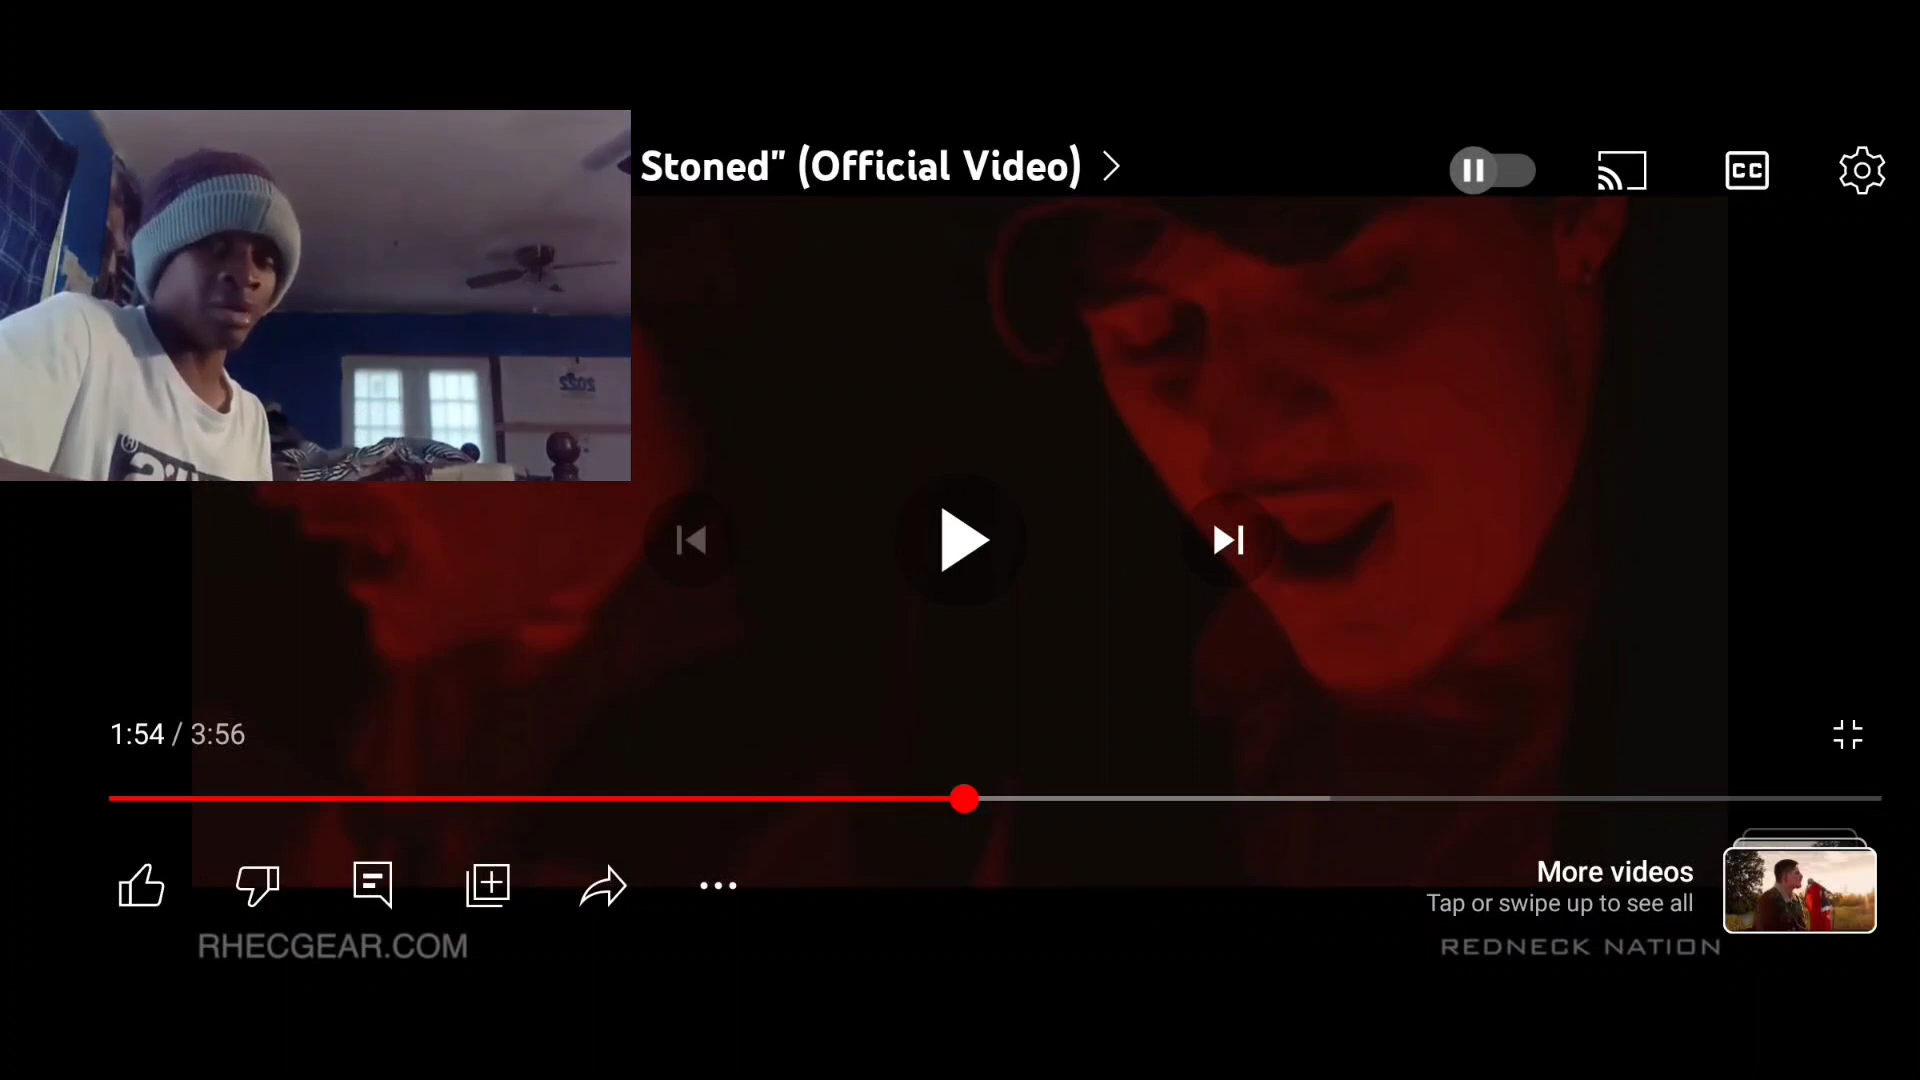 Stoned" (Official Video)
CC
1:54 / 3:56
More videos
Tap or swipe up to see all
RHECGEAR.COM
REDNECK NATION